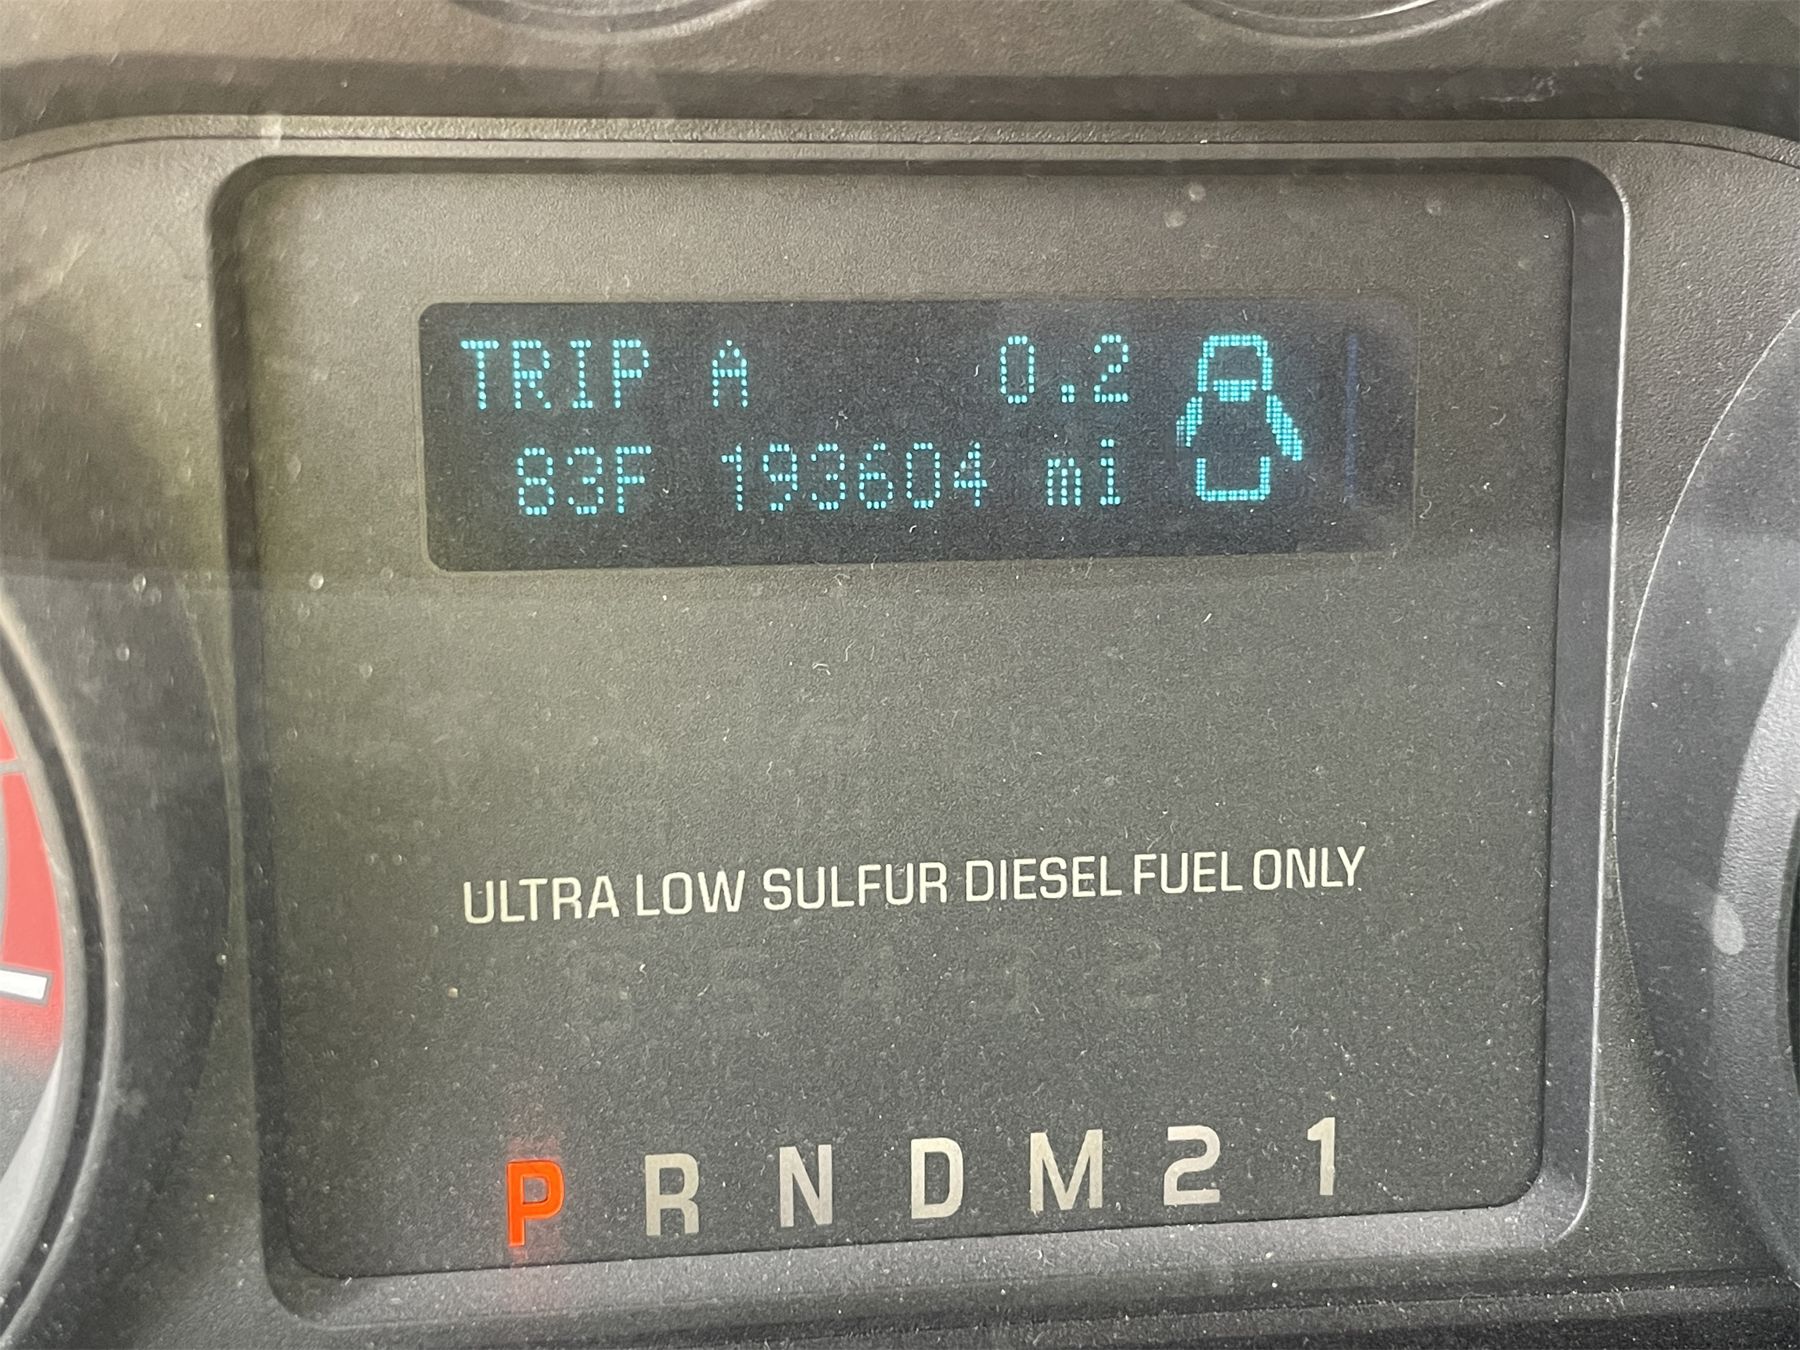 TRIP A 0.2
83F 193604 mi
ULTRA LOW SULFUR DIESEL FUEL ONLY
P R N D M 2 1